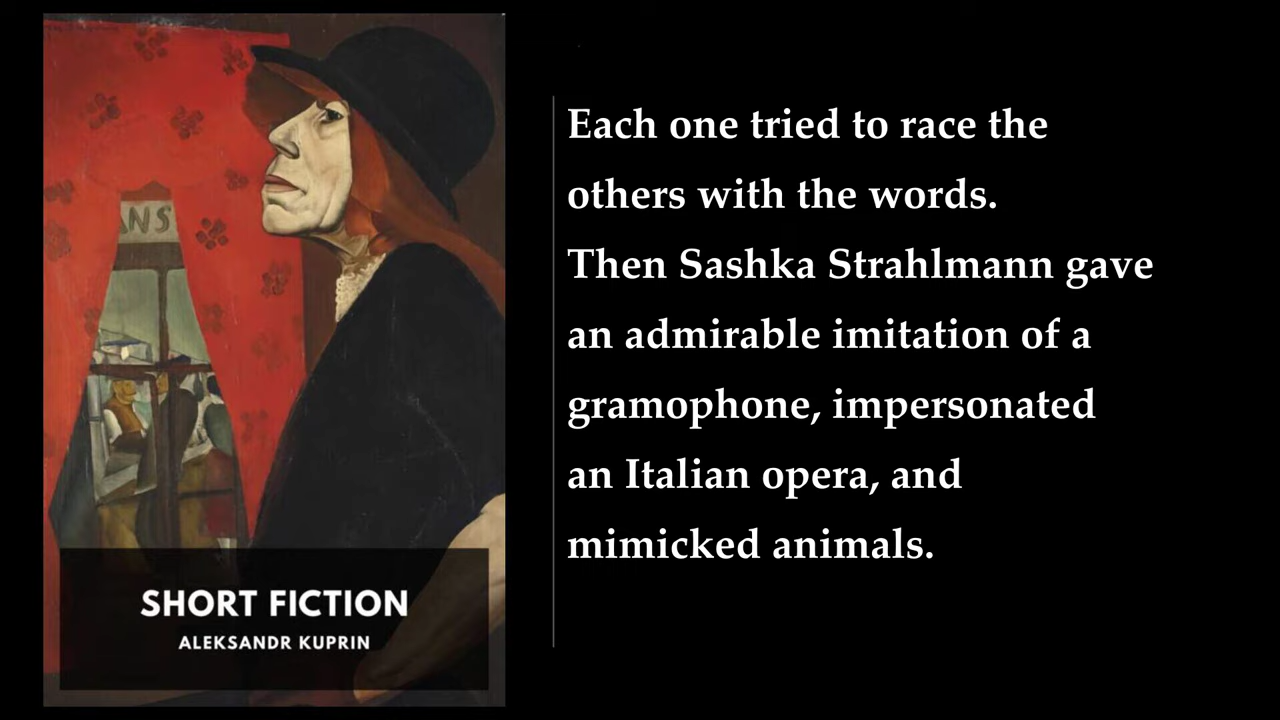 ANS
SHORT FICTION
ALEKSANDR KUPRIN
Each one tried to race the
others with the words.
Then Sashka Strahlmann gave
an admirable imitation of a
gramophone, impersonated
an Italian opera, and
mimicked animals.